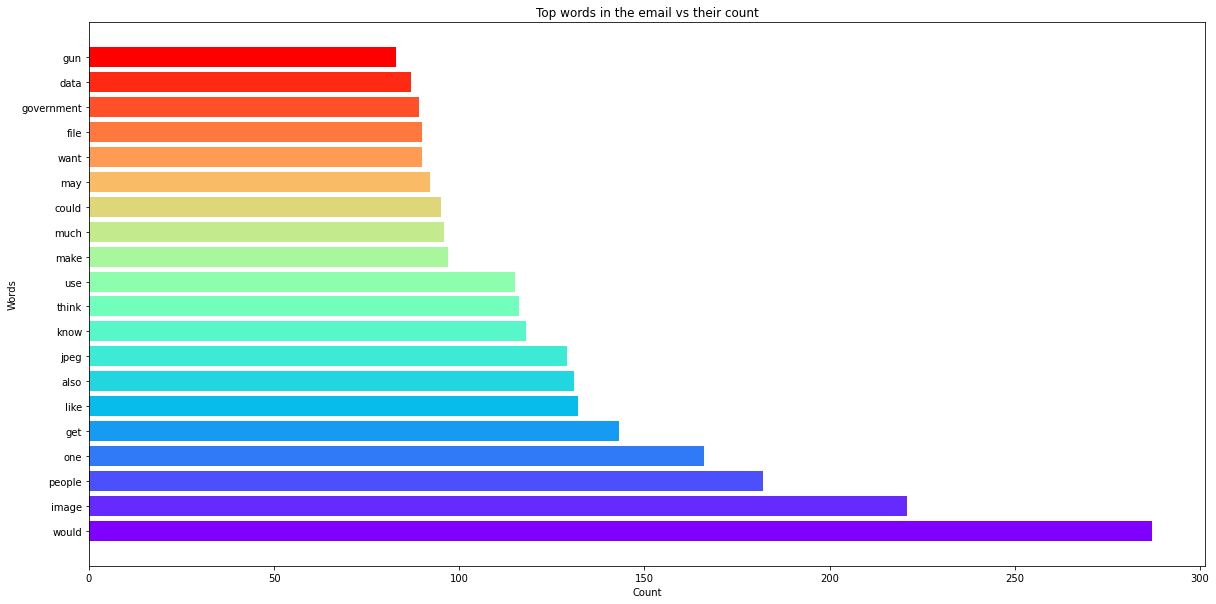 Top words in the email vs their count
gun
data
government
file
want
may
could
much
make
use
think
know
jpeg
also
like
get
one
people
image
would
Words
0 50 100 150 200 250 300
Count